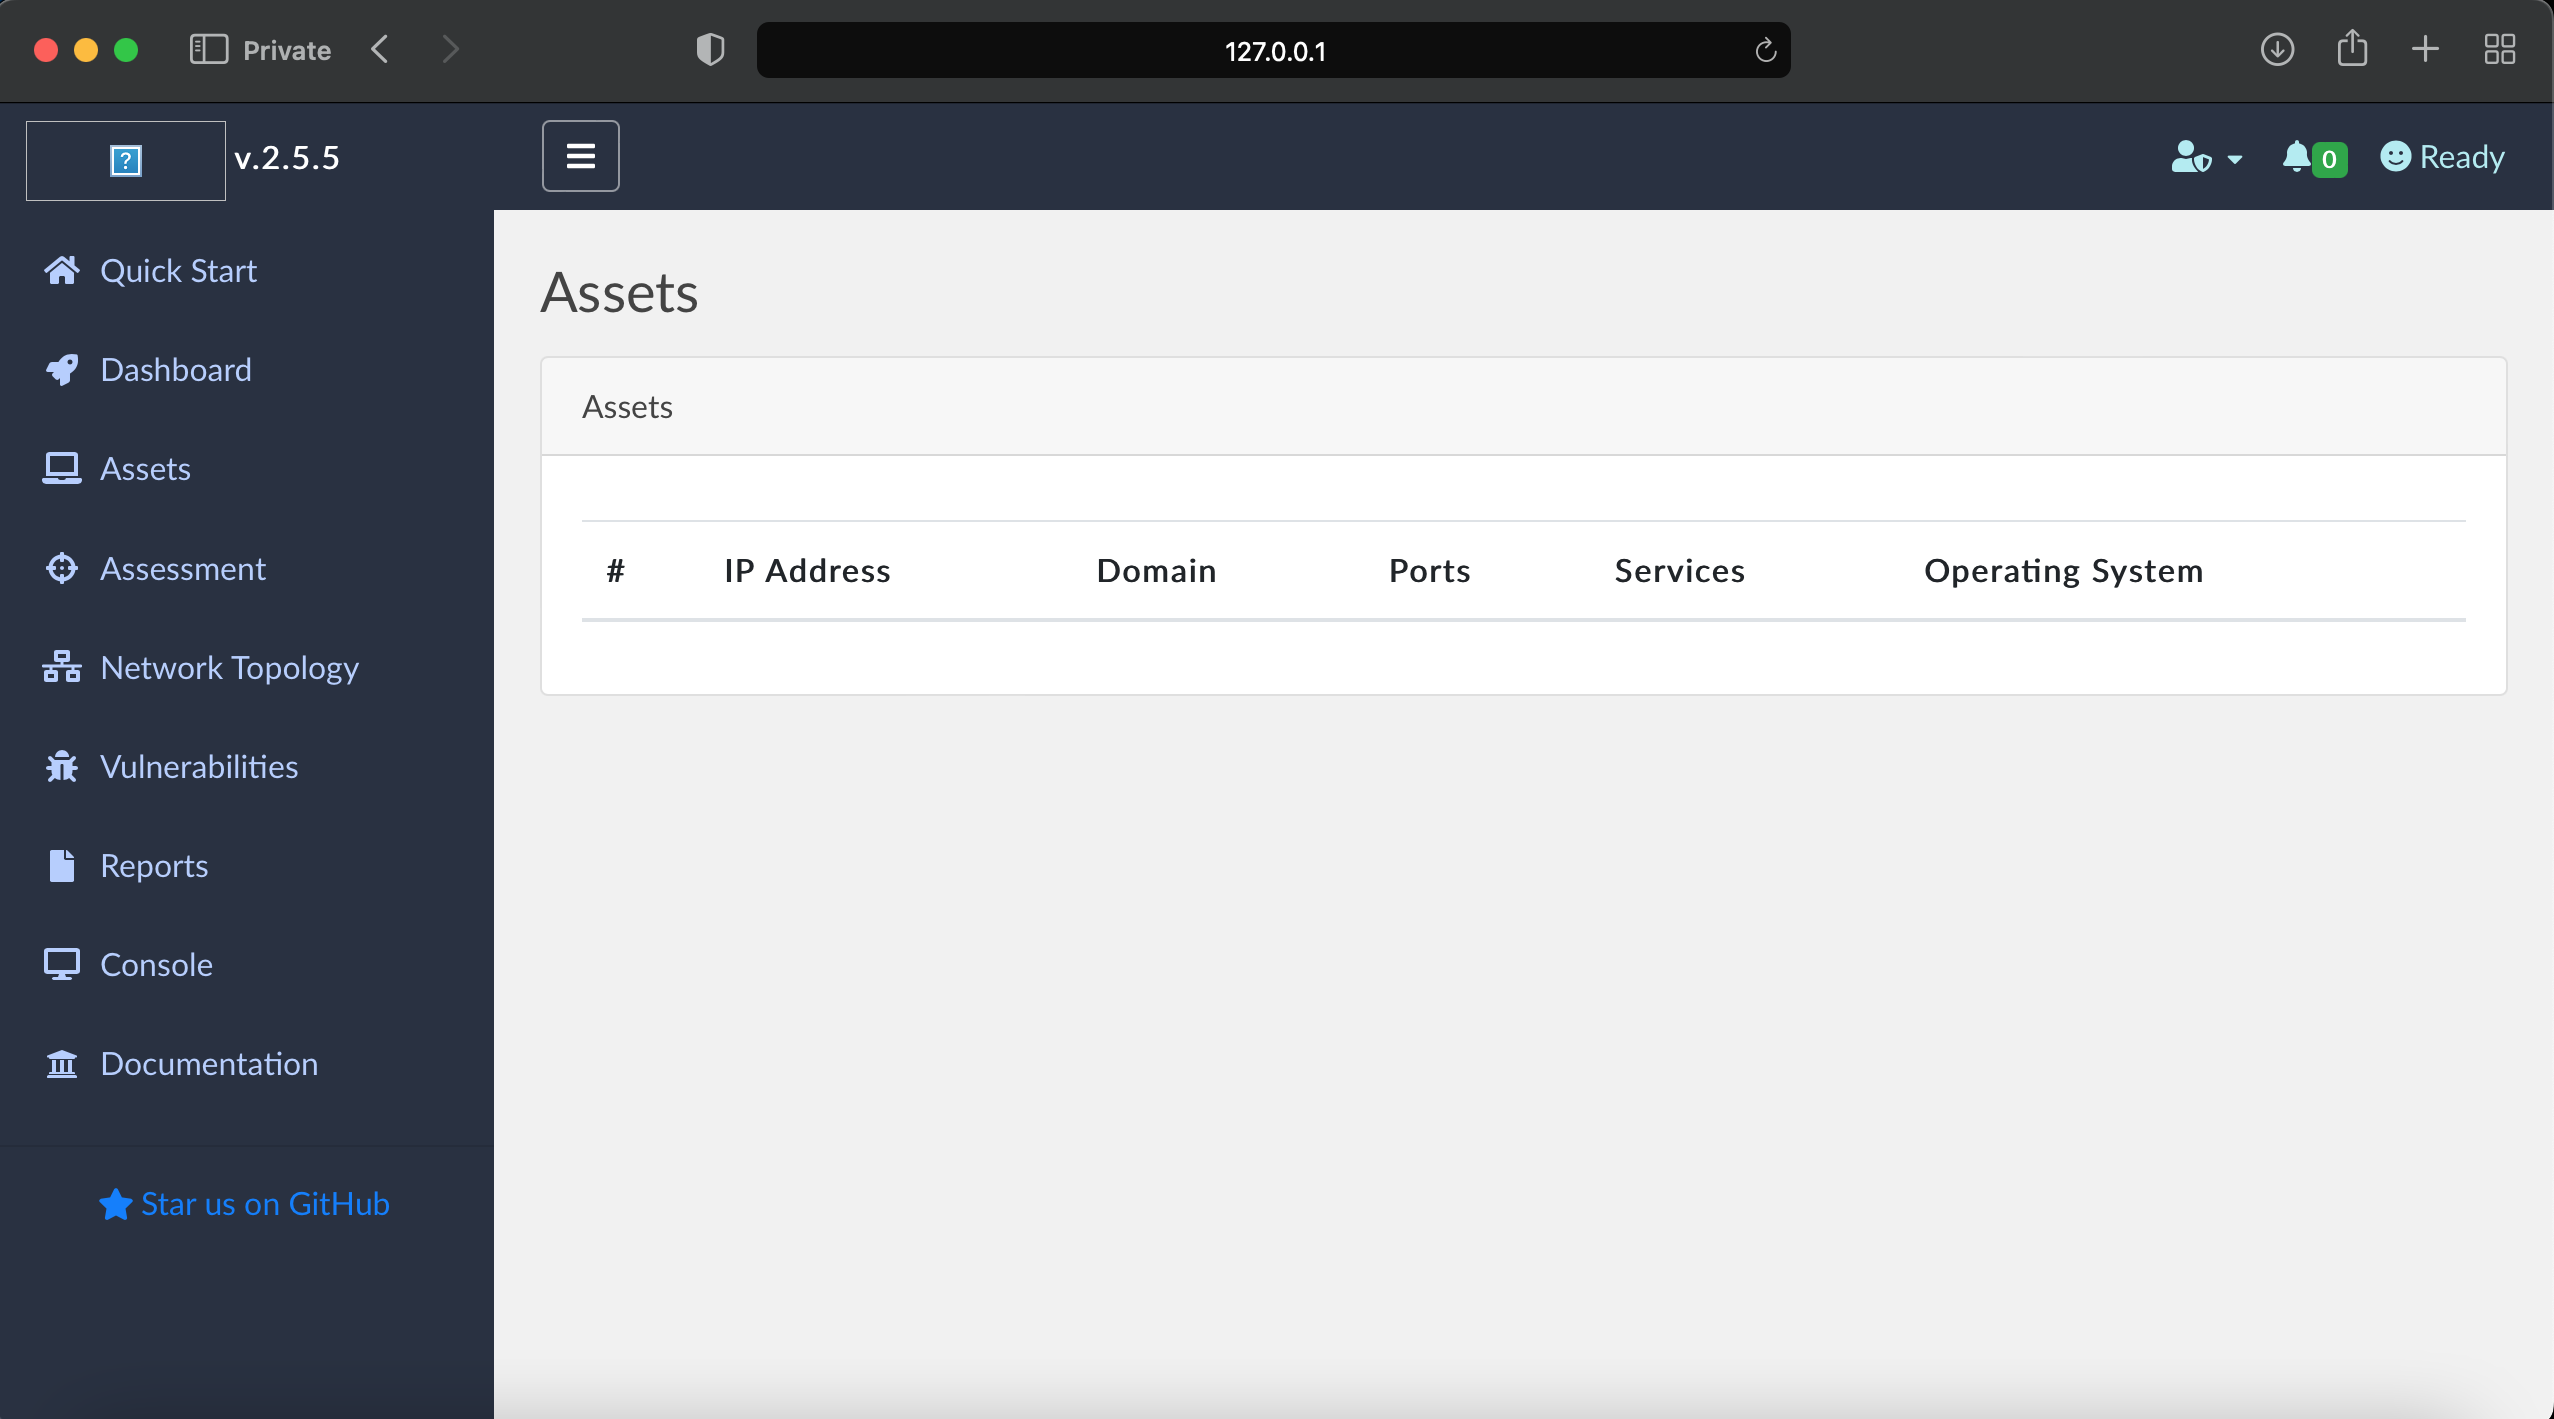 Private
127.0.0.1
?
v.2.5.5
0
Ready
Quick Start
Dashboard
Assets
Assessment
Network Topology
Vulnerabilities
Reports
Console
Documentation
Star us on GitHub
Assets
Assets
# IP Address Domain Ports Services Operating System